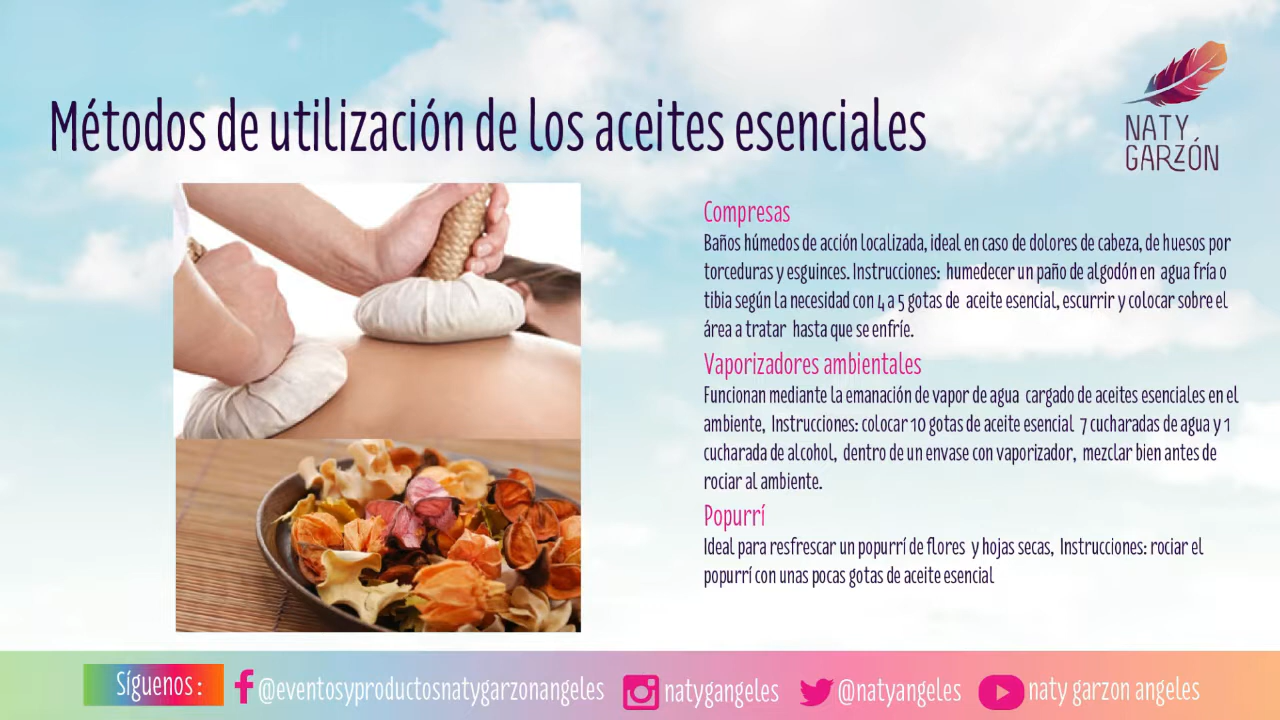 Métodos de utilización de los aceites esenciales
NATY
GARZÓN
Compresas
Baños húmedos de acción localizada, ideal en caso de dolores de cabeza, de huesos por
torceduras y esguinces. Instrucciones: humedecer un paño de algodón en agua fría o
tibia según la necesidad con 4 a 5 gotas de aceite esencial, escurrir y colocar sobre el
área a tratar hasta que se enfríe.
Vaporizadores ambientales
Funcionan mediante la emanación de vapor de agua cargado de aceites esenciales en el
ambiente, Instrucciones: colocar 10 gotas de aceite esencial 7 cucharadas de agua y 1
cucharada de alcohol, dentro de un envase con vaporizador, mezclar bien antes de
rociar al ambiente.
Popurrí
Ideal para resfrescar un popurrí de flores y hojas secas, Instrucciones: rociar el
popurrí con unas pocas gotas de aceite esencial
Síguenos: @eventosyproductosnatygarzonangeles natygangeles @natyangeles naty garzon angeles